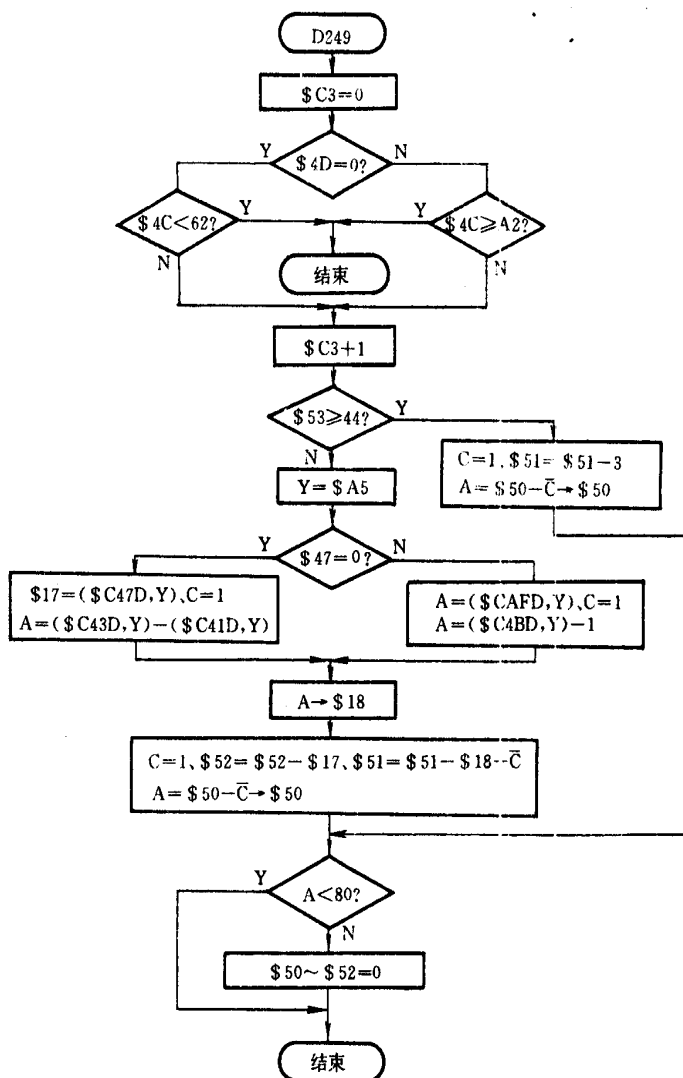 D249
$C3=0
Y
$4D=0?
N
$4C<62?
Y
Y
$4C≥A2?
N
结束
N
$C3+1
$53≥44?
Y
N
C=1、$51=$51-3
A=$50-C̅→$50
Y=$A5
Y
$47=0?
N
$17=($C47D,Y)、C=1
A=($C43D,Y)-($C41D,Y)
A=($CAFD,Y)、C=1
A=($C4BD,Y)-1
A→$18
C=1、$52=$52-$17、$51=$51-$18-C̅
A=$50-C̅→$50
Y
A<80?
N
$50~$52=0
结束